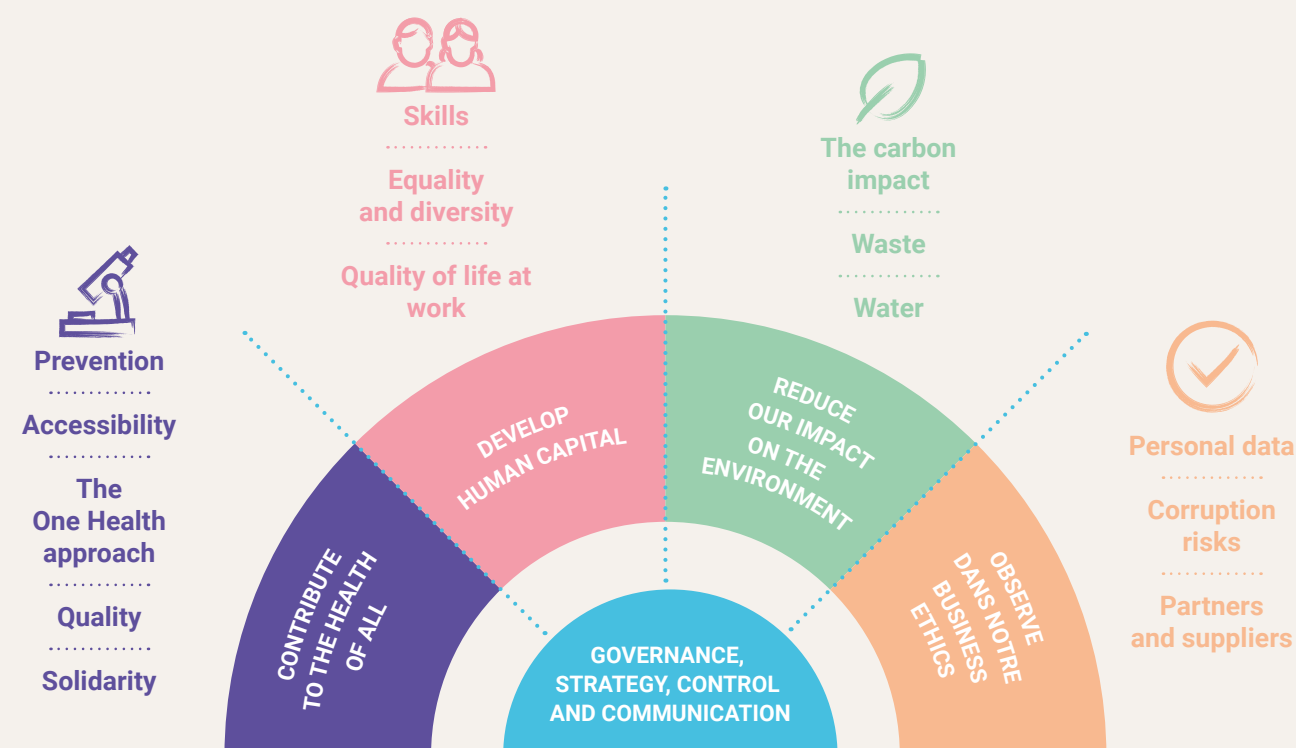 Prevention
Accessibility
The
One Health
approach
Quality
Solidarity
Skills
Equality
and diversity
Quality of life at
work
The carbon
impact
Waste
Water
Personal data
Corruption
risks
Partners
and suppliers
CONTRIBUTE
TO THE HEALTH
OF ALL
DEVELOP
HUMAN CAPITAL
REDUCE
OUR IMPACT
ON THE
ENVIRONMENT
OBSERVE
DANS NOTRE
BUSINESS
ETHICS
GOVERNANCE,
STRATEGY, CONTROL
AND COMMUNICATION